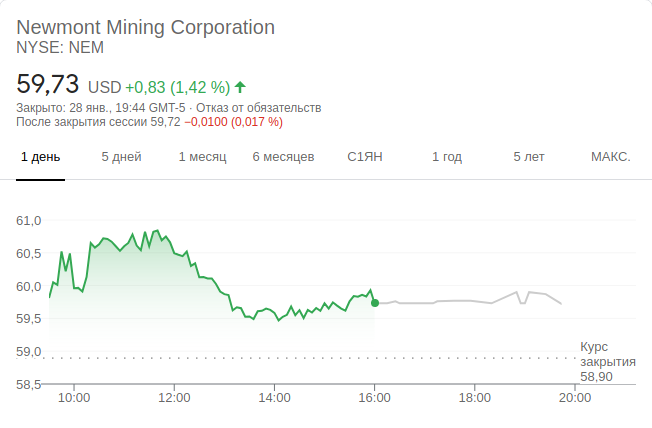 Newmont Mining Corporation
NYSE: NEM
59,73 USD +0,83 (1,42 %)
Закрыто: 28 янв., 19:44 GMT-5 · Отказ от обязательств
После закрытия сессии 59,72 −0,0100 (0,017 %)
1 день 5 дней 1 месяц 6 месяцев С1ЯН 1 год 5 лет МАКС.
61,0
60,5
60,0
59,5
59,0
58,5
Курс
закрытия
58,90
10:00 12:00 14:00 16:00 18:00 20:00